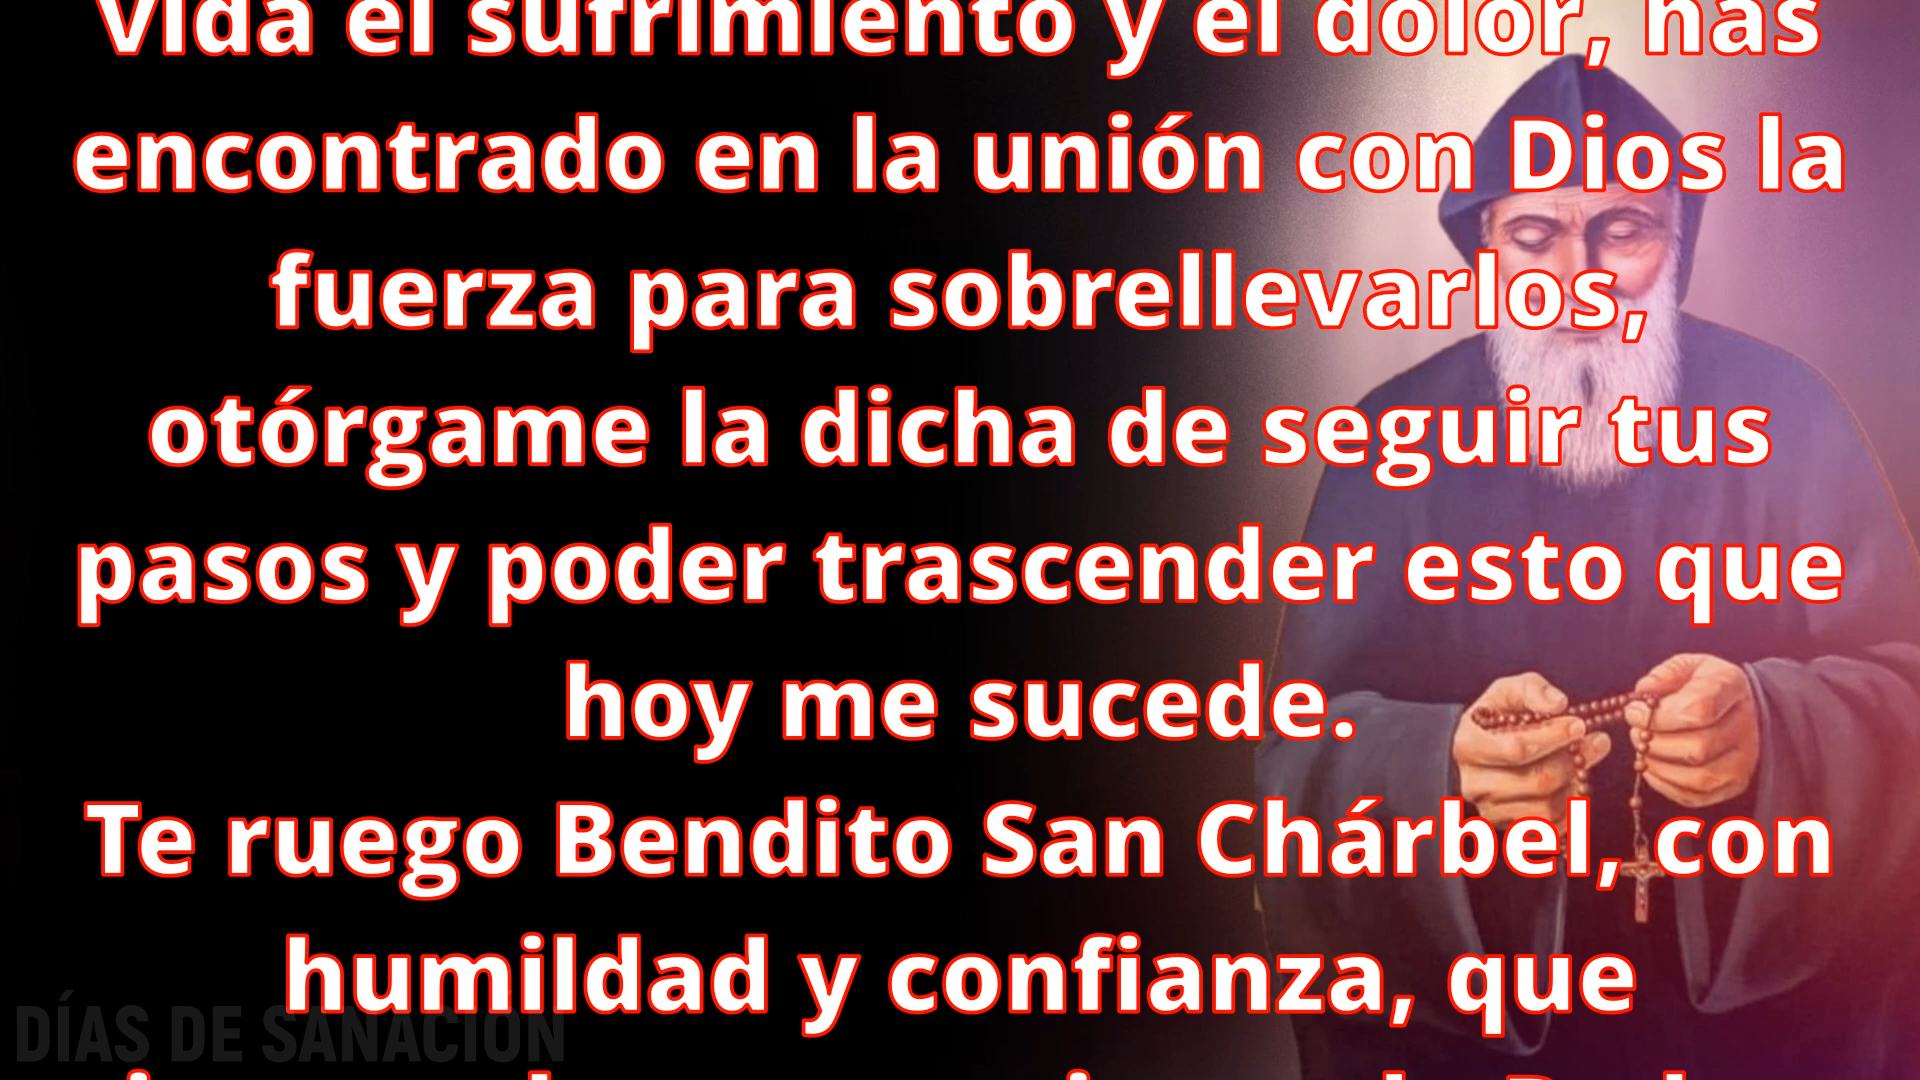 vida el sufrimiento y el dolor, has
encontrado en la unión con Dios la
fuerza para sobrellevarlos,
otórgame la dicha de seguir tus
pasos y poder trascender esto que
hoy me sucede.
Te ruego Bendito San Chárbel, con
humildad y confianza, que
DÍAS DE SANACIÓN